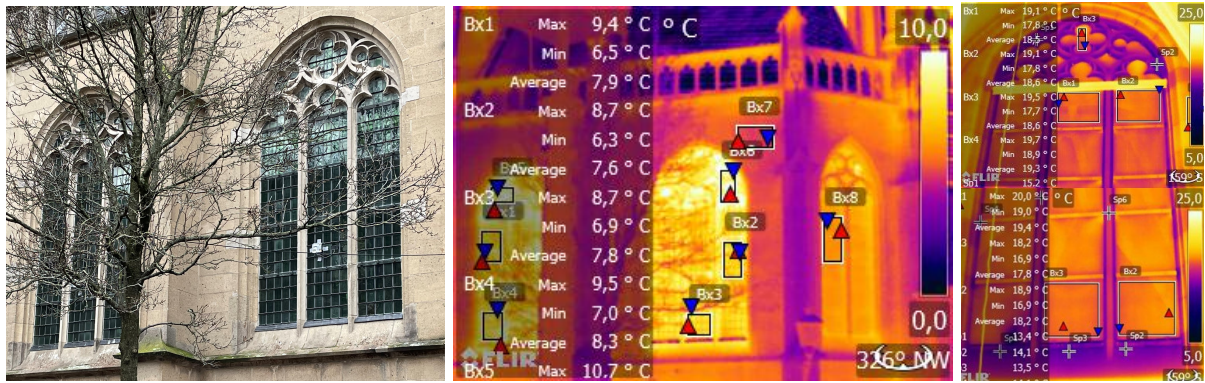 Bx1 Max 9,4 ° C ° C 10,0
Min 6,5 ° C
Average 7,9 ° C
Bx2 Max 8,7 ° C
Min 6,3 ° C
Average 7,6 ° C
Bx3 Max 8,7 ° C
Min 6,9 ° C
Average 7,8 ° C
Bx4 Max 9,5 ° C
Min 7,0 ° C
Average 8,3 ° C
Bx5 Max 10,7 ° C
Bx7
Bx6
Bx8
Bx2
Bx3
Bx4
0,0
FLIR
326° NW
Bx1 Max 19,1 ° C ° C 25,0
Min 17,8 ° C
Average 18,5 ° C
Bx2 Max 19,1 ° C
Min 17,8 ° C
Average 18,6 ° C
Bx3 Max 19,5 ° C
Min 17,7 ° C
Average 18,6 ° C
Bx4 Max 19,7 ° C
Min 18,9 ° C
Average 19,3 ° C
Sp1 15,2 ° C
Bx3
Sp2
Bx1
Bx2
5,0
FLIR
159° S
Max 20,0 ° C ° C 25,0
Min 19,0 ° C
Average 19,4 ° C
Max 18,2 ° C
Min 16,9 ° C
Average 17,8 ° C
Max 18,9 ° C
Min 16,9 ° C
Average 18,2 ° C
13,4 ° C
14,1 ° C
13,5 ° C
Sp6
Bx3
Bx2
Sp3
Sp2
5,0
159° S